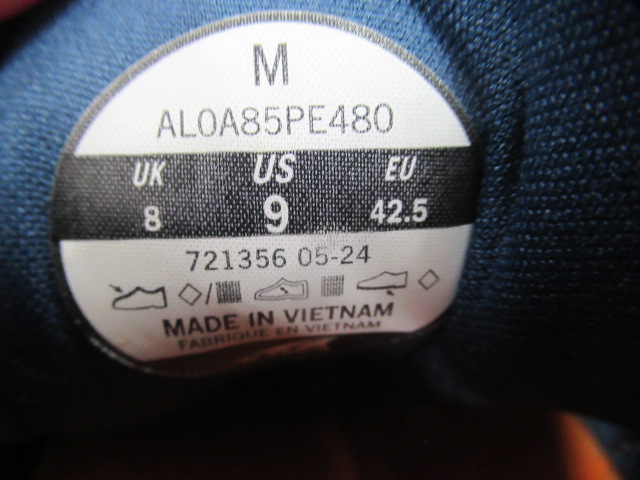 M
AL0A85PE480
UK US EU
8 9 42.5
721356 05-24
MADE IN VIETNAM
FABRIQUE EN VIETNAM